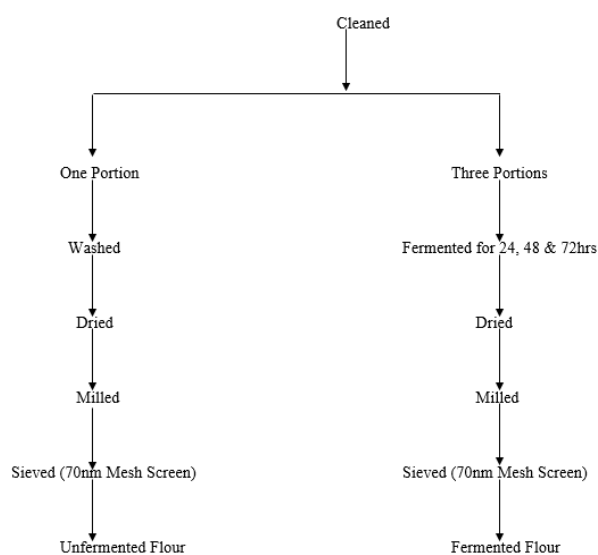 Cleaned
One Portion
Three Portions
Washed
Fermented for 24, 48 & 72hrs
Dried
Dried
Milled
Milled
Sieved (70nm Mesh Screen)
Sieved (70nm Mesh Screen)
Unfermented Flour
Fermented Flour